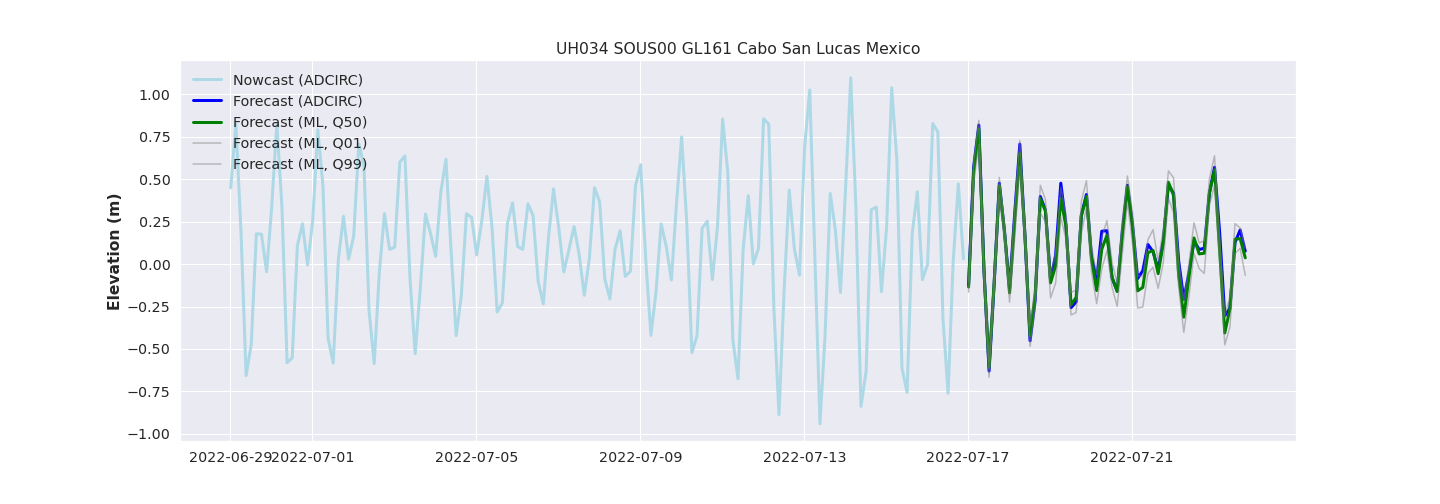 UH034 SOUS00 GL161 Cabo San Lucas Mexico
Nowcast (ADCIRC)
Forecast (ADCIRC)
Forecast (ML, Q50)
Forecast (ML, Q01)
Forecast (ML, Q99)
Elevation (m)
1.00
0.75
0.50
0.25
0.00
−0.25
−0.50
−0.75
−1.00
2022-06-29 2022-07-01 2022-07-05 2022-07-09 2022-07-13 2022-07-17 2022-07-21